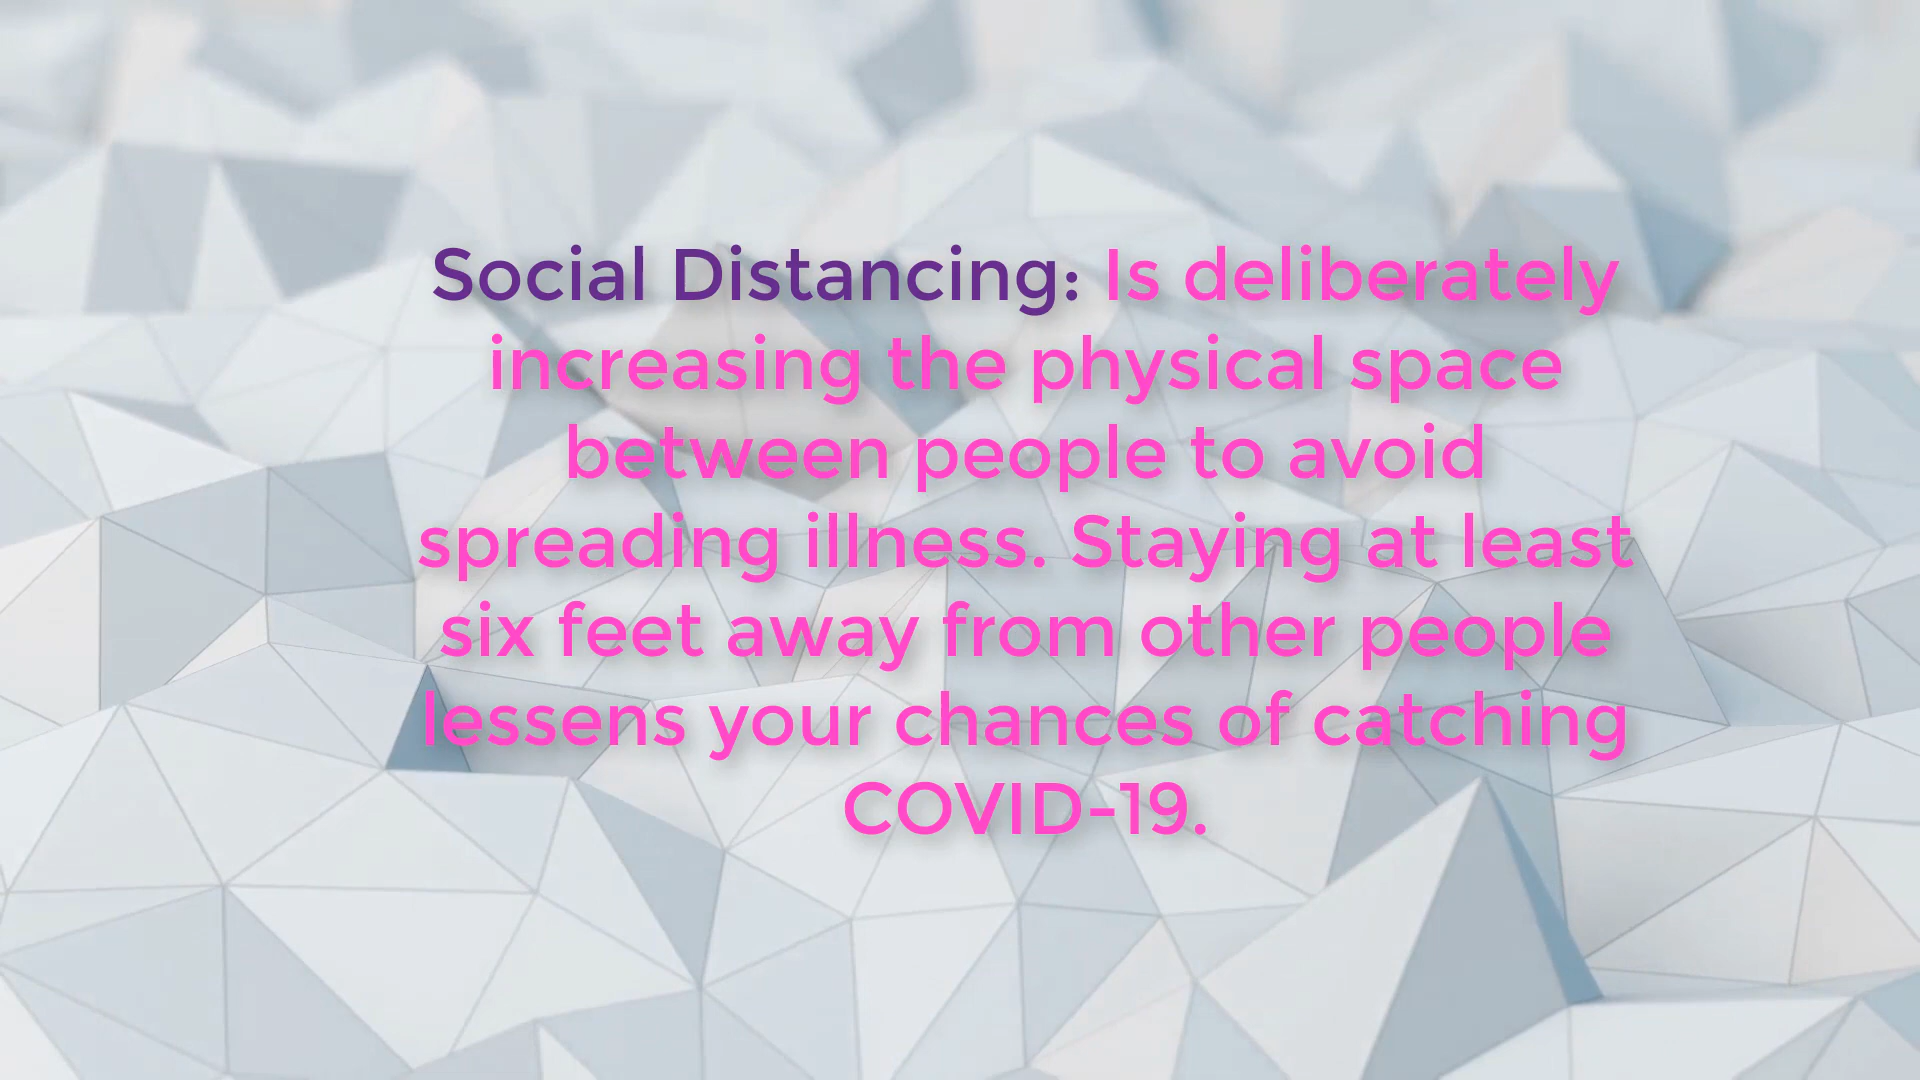 Social Distancing: Is deliberately
increasing the physical space
between people to avoid
spreading illness. Staying at least
six feet away from other people
lessens your chances of catching
COVID-19.